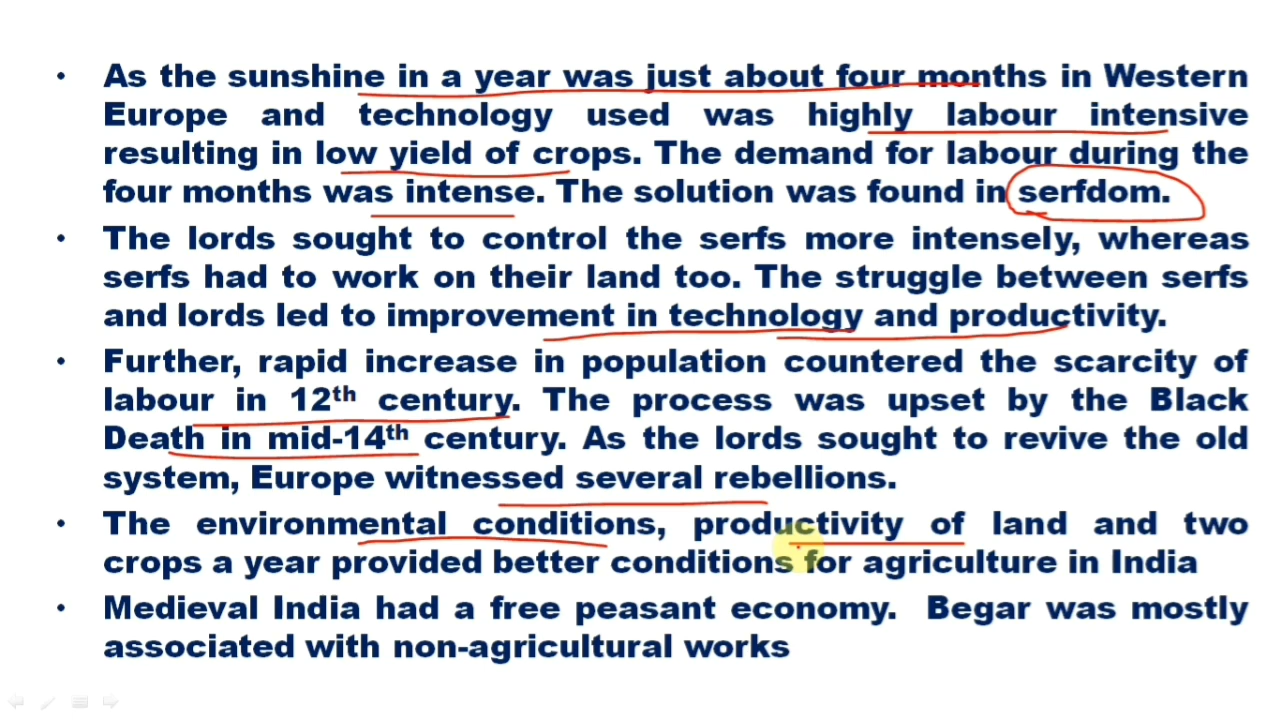 • As the sunshine in a year was just about four months in Western
Europe and technology used was highly labour intensive
resulting in low yield of crops. The demand for labour during the
four months was intense. The solution was found in serfdom.
• The lords sought to control the serfs more intensely, whereas
serfs had to work on their land too. The struggle between serfs
and lords led to improvement in technology and productivity.
• Further, rapid increase in population countered the scarcity of
labour in 12th century. The process was upset by the Black
Death in mid-14th century. As the lords sought to revive the old
system, Europe witnessed several rebellions.
• The environmental conditions, productivity of land and two
crops a year provided better conditions for agriculture in India
• Medieval India had a free peasant economy. Begar was mostly
associated with non-agricultural works